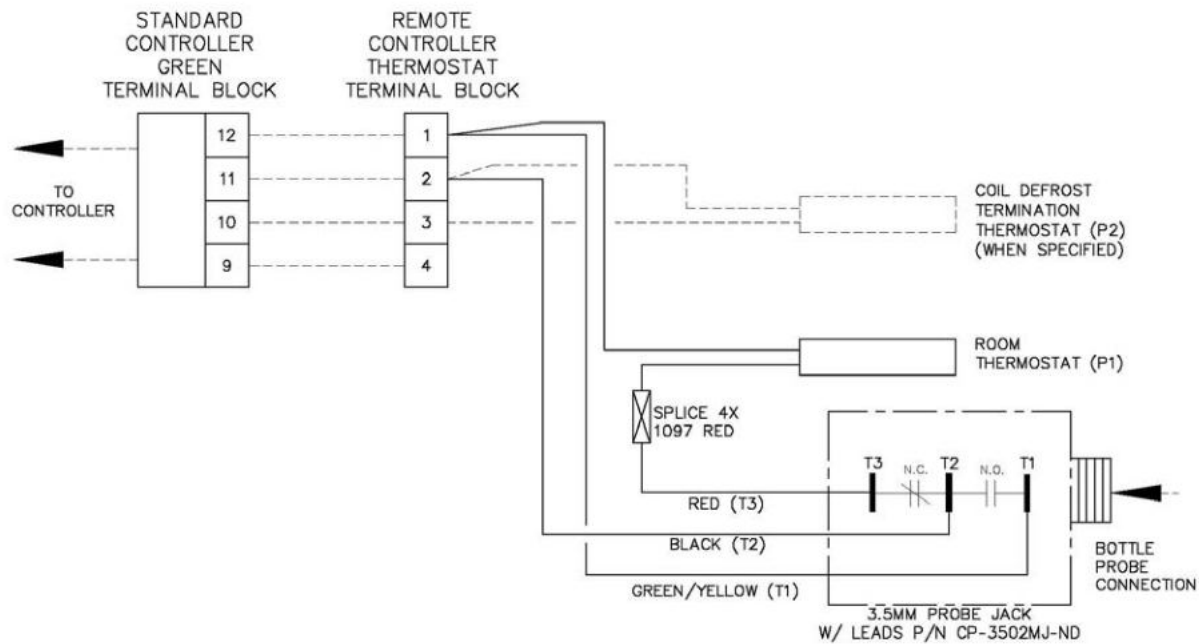 STANDARD
CONTROLLER
GREEN
TERMINAL BLOCK
REMOTE
CONTROLLER
THERMOSTAT
TERMINAL BLOCK
12
11
10
9
1
2
3
4
TO
CONTROLLER
COIL DEFROST
TERMINATION
THERMOSTAT (P2)
(WHEN SPECIFIED)
ROOM
THERMOSTAT (P1)
SPLICE 4X
1097 RED
T3
N.C.
T2
N.O.
T1
RED (T3)
BLACK (T2)
GREEN/YELLOW (T1)
BOTTLE
PROBE
CONNECTION
3.5MM PROBE JACK
W/ LEADS P/N CP-3502MJ-ND